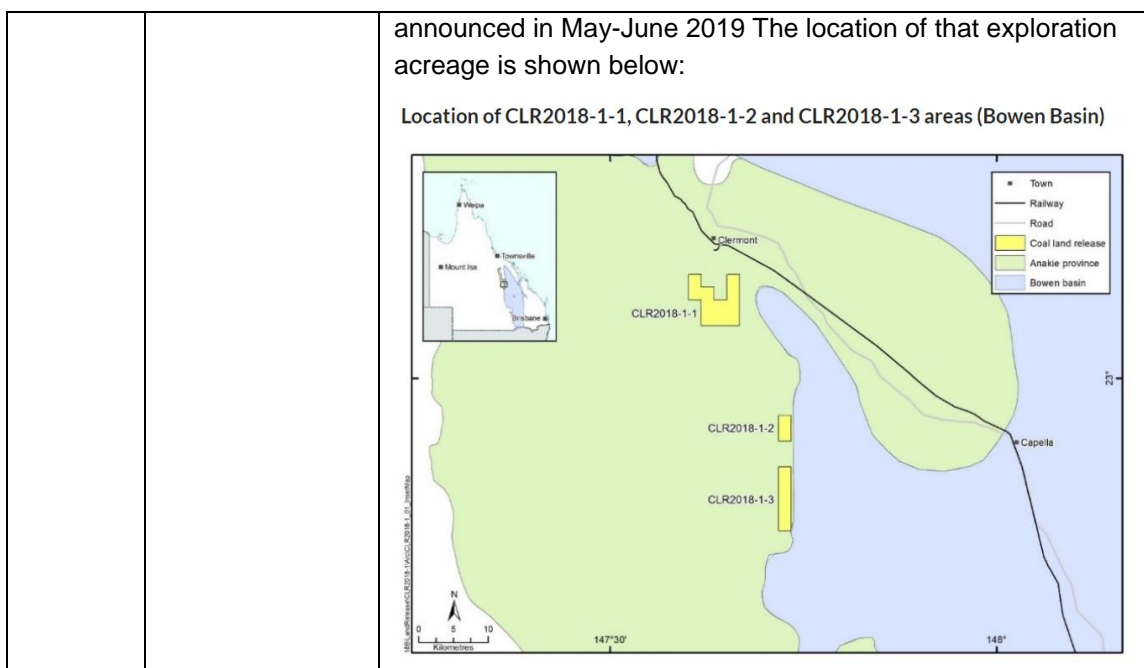 announced in May-June 2019 The location of that exploration
acreage is shown below:
Location of CLR2018-1-1, CLR2018-1-2 and CLR2018-1-3 areas (Bowen Basin)
Weipa
Townsville
Mount Isa
Brisbane
Town
Railway
Road
Coal land release
Anakie province
Bowen basin
Clermont
CLR2018-1-1
23°
CLR2018-1-2
Capella
CLR2018-1-3
N
0 5 10
Kilometres
147°30'
148°